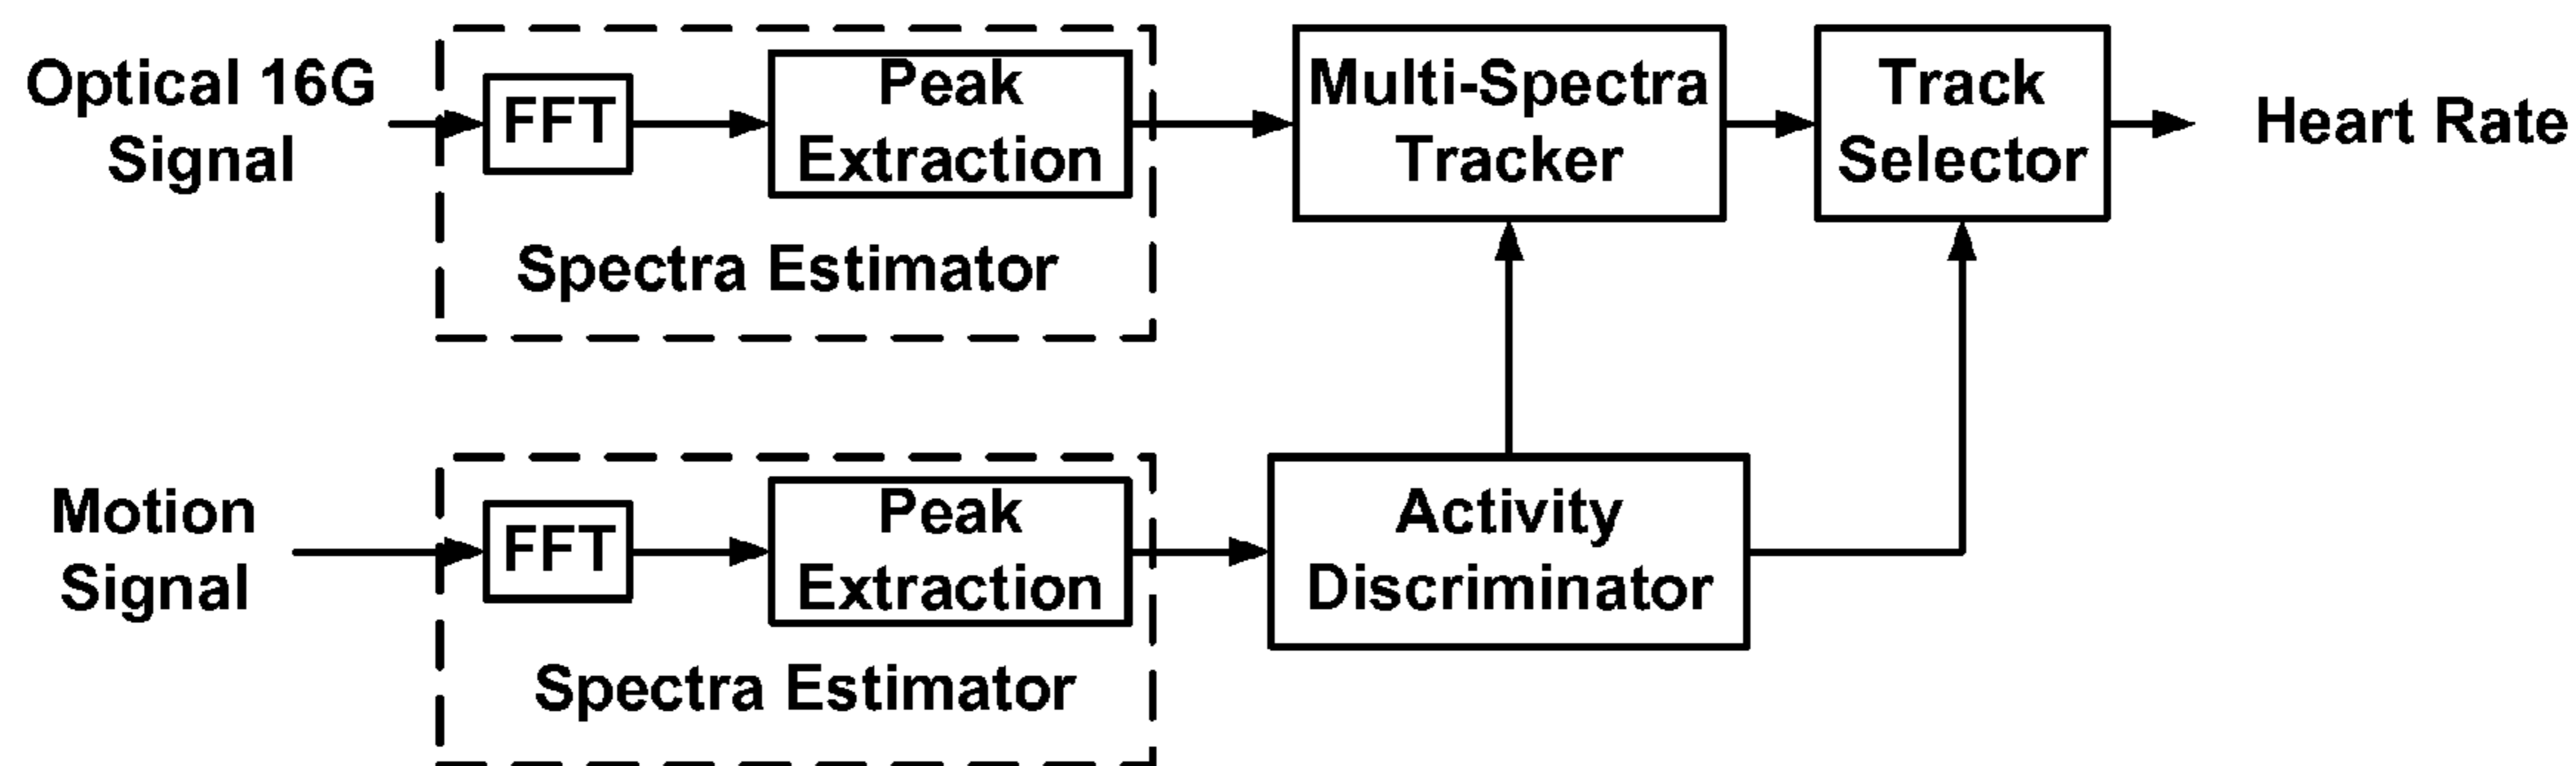 Optical 16G
Signal
FFT
Peak
Extraction
Spectra Estimator
Multi-Spectra
Tracker
Track
Selector
Heart Rate
Motion
Signal
FFT
Peak
Extraction
Spectra Estimator
Activity
Discriminator